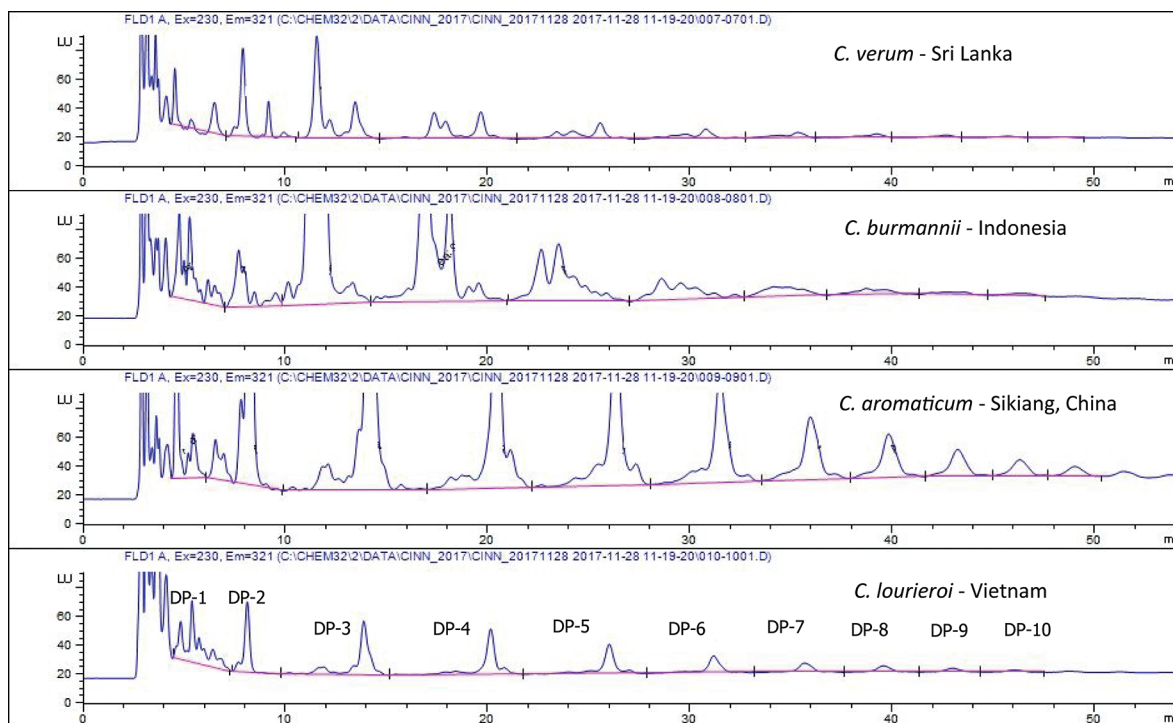 FLD1 A, Ex=230, Em=321 (C:\CHEM32\2\DATA\CINN_2017\CINN_20171128 2017-11-28 11-19-20\007-0701.D)
LU
C. verum - Sri Lanka
60
40
20
0
0 10 20 30 40 50 m
FLD1 A, Ex=230, Em=321 (C:\CHEM32\2\DATA\CINN_2017\CINN_20171128 2017-11-28 11-19-20\008-0801.D)
LU
C. burmannii - Indonesia
60
40
20
0
0 10 20 30 40 50 m
FLD1 A, Ex=230, Em=321 (C:\CHEM32\2\DATA\CINN_2017\CINN_20171128 2017-11-28 11-19-20\009-0901.D)
LU
C. aromaticum - Sikiang, China
60
40
20
0
0 10 20 30 40 50 m
FLD1 A, Ex=230, Em=321 (C:\CHEM32\2\DATA\CINN_2017\CINN_20171128 2017-11-28 11-19-20\010-1001.D)
LU
C. lourieroi - Vietnam
60
DP-1 DP-2 DP-3 DP-4 DP-5 DP-6 DP-7 DP-8 DP-9 DP-10
40
20
0
0 10 20 30 40 50 m